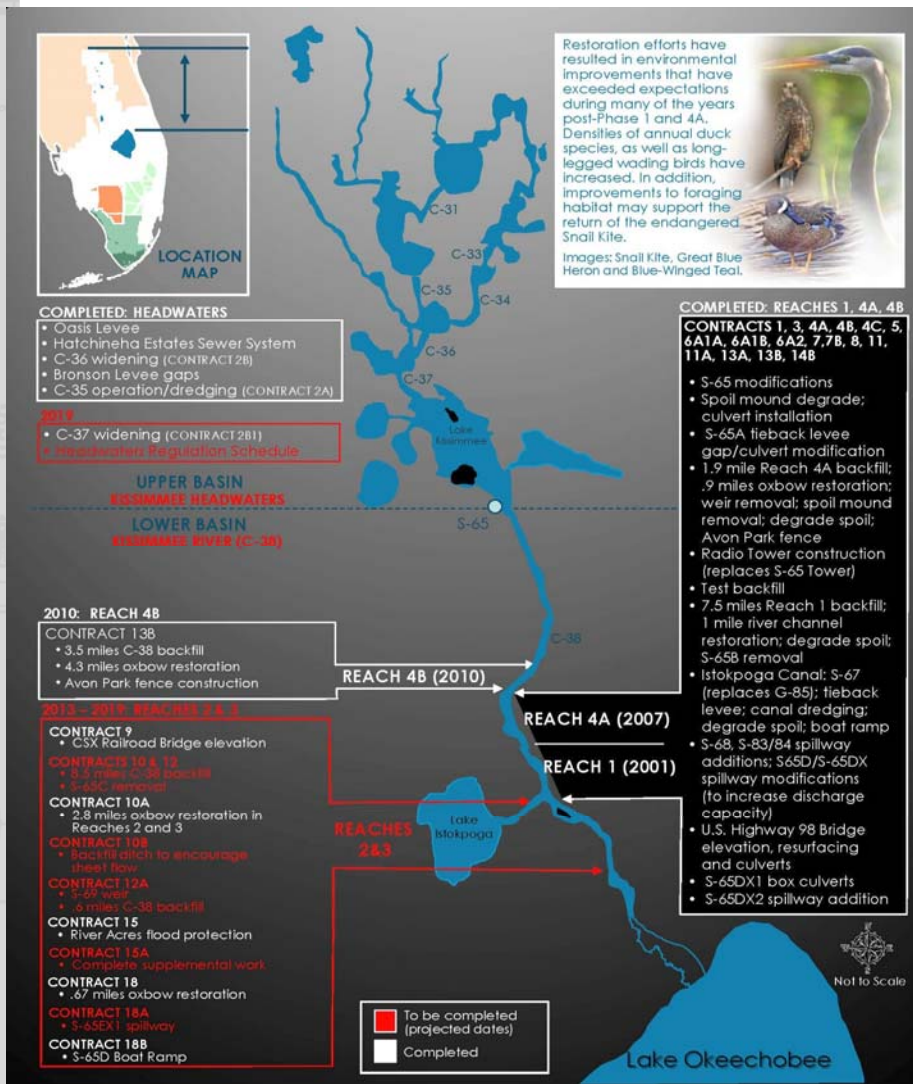 Restoration efforts have
resulted in environmental
improvements that have
exceeded expectations
during many of the years
post-Phase 1 and 4A.
Densities of annual duck
species, as well as long-
legged wading birds have
increased. In addition,
improvements to foraging
habitat may support the
return of the endangered
Snail Kite.
Images: Snail Kite, Great Blue
Heron and Blue-Winged Teal.
LOCATION
MAP
COMPLETED: HEADWATERS
• Oasis Levee
• Hatchineha Estates Sewer System
• C-36 widening (CONTRACT 2B)
• Bronson Levee gaps
• C-35 operation/dredging (CONTRACT 2A)
2019
• C-37 widening (CONTRACT 2B1)
• Headwaters Regulation Schedule
UPPER BASIN
KISSIMMEE HEADWATERS
LOWER BASIN
KISSIMMEE RIVER (C-38)
C-31
C-33
C-34
C-35
C-36
C-37
Lake
Kissimmee
S-65
C-38
2010: REACH 4B
CONTRACT 13B
• 3.5 miles C-38 backfill
• 4.3 miles oxbow restoration
• Avon Park fence construction
REACH 4B (2010)
REACH 4A (2007)
REACH 1 (2001)
REACHES
2&3
Lake
Istokpoga
2013 – 2019: REACHES 2 & 3
CONTRACT 9
• CSX Railroad Bridge elevation
CONTRACTS 10 & 12
• 8.5 miles C-38 backfill
• S-65C removal
CONTRACT 10A
• 2.8 miles oxbow restoration in
Reaches 2 and 3
CONTRACT 10B
• Backfill ditch to encourage
sheet flow
CONTRACT 12A
• S-69 weir
• .6 miles C-38 backfill
CONTRACT 15
• River Acres flood protection
CONTRACT 15A
• Complete supplemental work
CONTRACT 18
• .67 miles oxbow restoration
CONTRACT 18A
• S-65EX1 spillway
CONTRACT 18B
• S-65D Boat Ramp
COMPLETED: REACHES 1, 4A, 4B
CONTRACTS 1, 3, 4A, 4B, 4C, 5,
6A1A, 6A1B, 6A2, 7,7B, 8, 11,
11A, 13A, 13B, 14B
• S-65 modifications
• Spoil mound degrade;
culvert installation
• S-65A tieback levee
gap/culvert modification
• 1.9 mile Reach 4A backfill;
.9 miles oxbow restoration;
weir removal; spoil mound
removal; degrade spoil;
Avon Park fence
• Radio Tower construction
(replaces S-65 Tower)
• Test backfill
• 7.5 miles Reach 1 backfill;
1 mile river channel
restoration; degrade spoil;
S-65B removal
• Istokpoga Canal: S-67
(replaces G-85); tieback
levee; canal dredging;
degrade spoil; boat ramp
• S-68, S-83/84 spillway
additions; S65D/S-65DX
spillway modifications
(to increase discharge
capacity)
• U.S. Highway 98 Bridge
elevation, resurfacing
and culverts
• S-65DX1 box culverts
• S-65DX2 spillway addition
Not to Scale
To be completed
(projected dates)
Completed
Lake Okeechobee